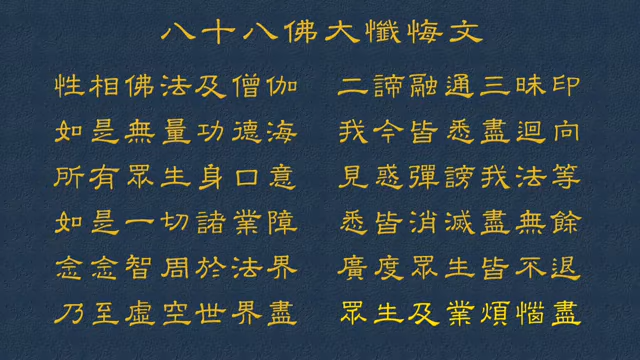 八十八佛大懺悔文
性相佛法及僧伽　二諦融通三昧印
如是無量功德海　我今皆悉盡迴向
所有眾生身口意　見惑彈謗我法等
如是一切諸業障　悉皆消滅盡無餘
念念智周於法界　廣度眾生皆不退
乃至虛空世界盡　眾生及業煩惱盡